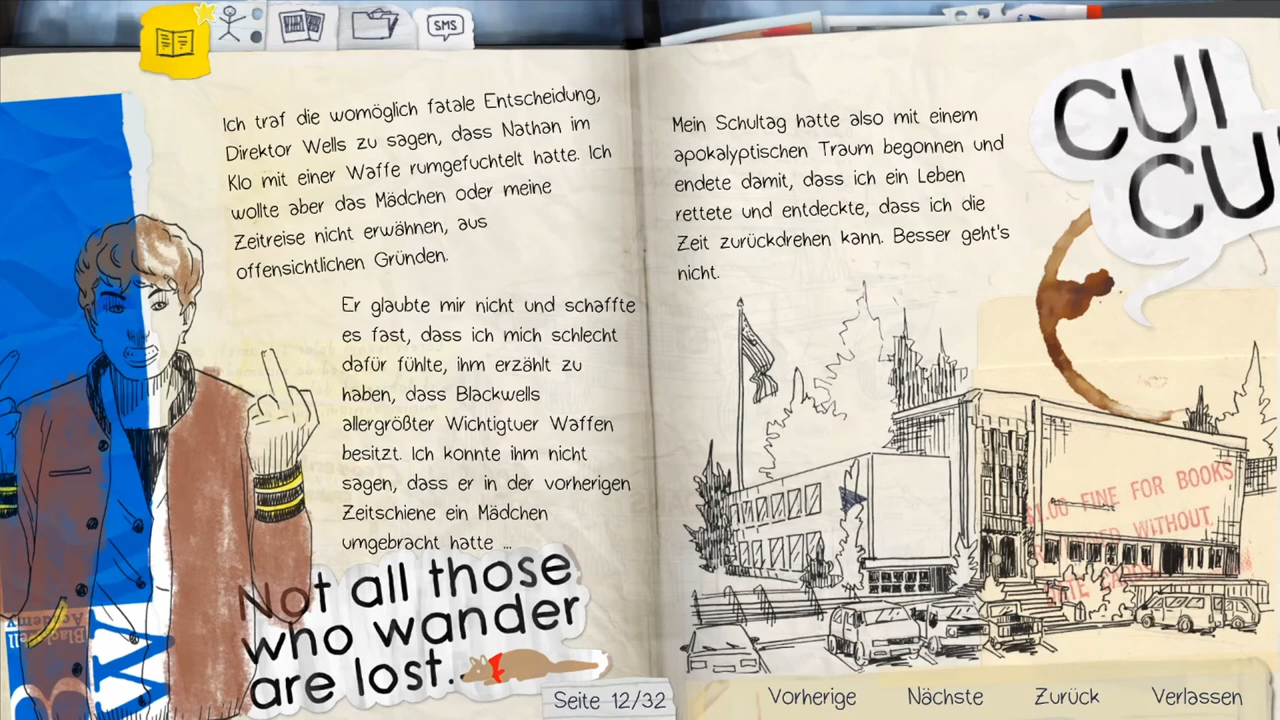 SMS
Ich traf die womöglich fatale Entscheidung,
Direktor Wells zu sagen, dass Nathan im
Klo mit einer Waffe rumgefuchtelt hatte. Ich
wollte aber das Mädchen oder meine
Zeitreise nicht erwähnen, aus
offensichtlichen Gründen.
Er glaubte mir nicht und schaffte
es fast, dass ich mich schlecht
dafür fühlte, ihm erzählt zu
haben, dass Blackwells
allergrößter Wichtigtuer Waffen
besitzt. Ich konnte ihm nicht
sagen, dass er in der vorherigen
Zeitschiene ein Mädchen
umgebracht hatte ...
Not all those
who wander
are lost.
Academy
Seite 12/32
Mein Schultag hatte also mit einem
apokalyptischen Traum begonnen und
endete damit, dass ich ein Leben
rettete und entdeckte, dass ich die
Zeit zurückdrehen kann. Besser geht's
nicht.
CUI
CU
FINE FOR BOOKS
WITHOUT
Vorherige
Nächste
Zurück
Verlassen